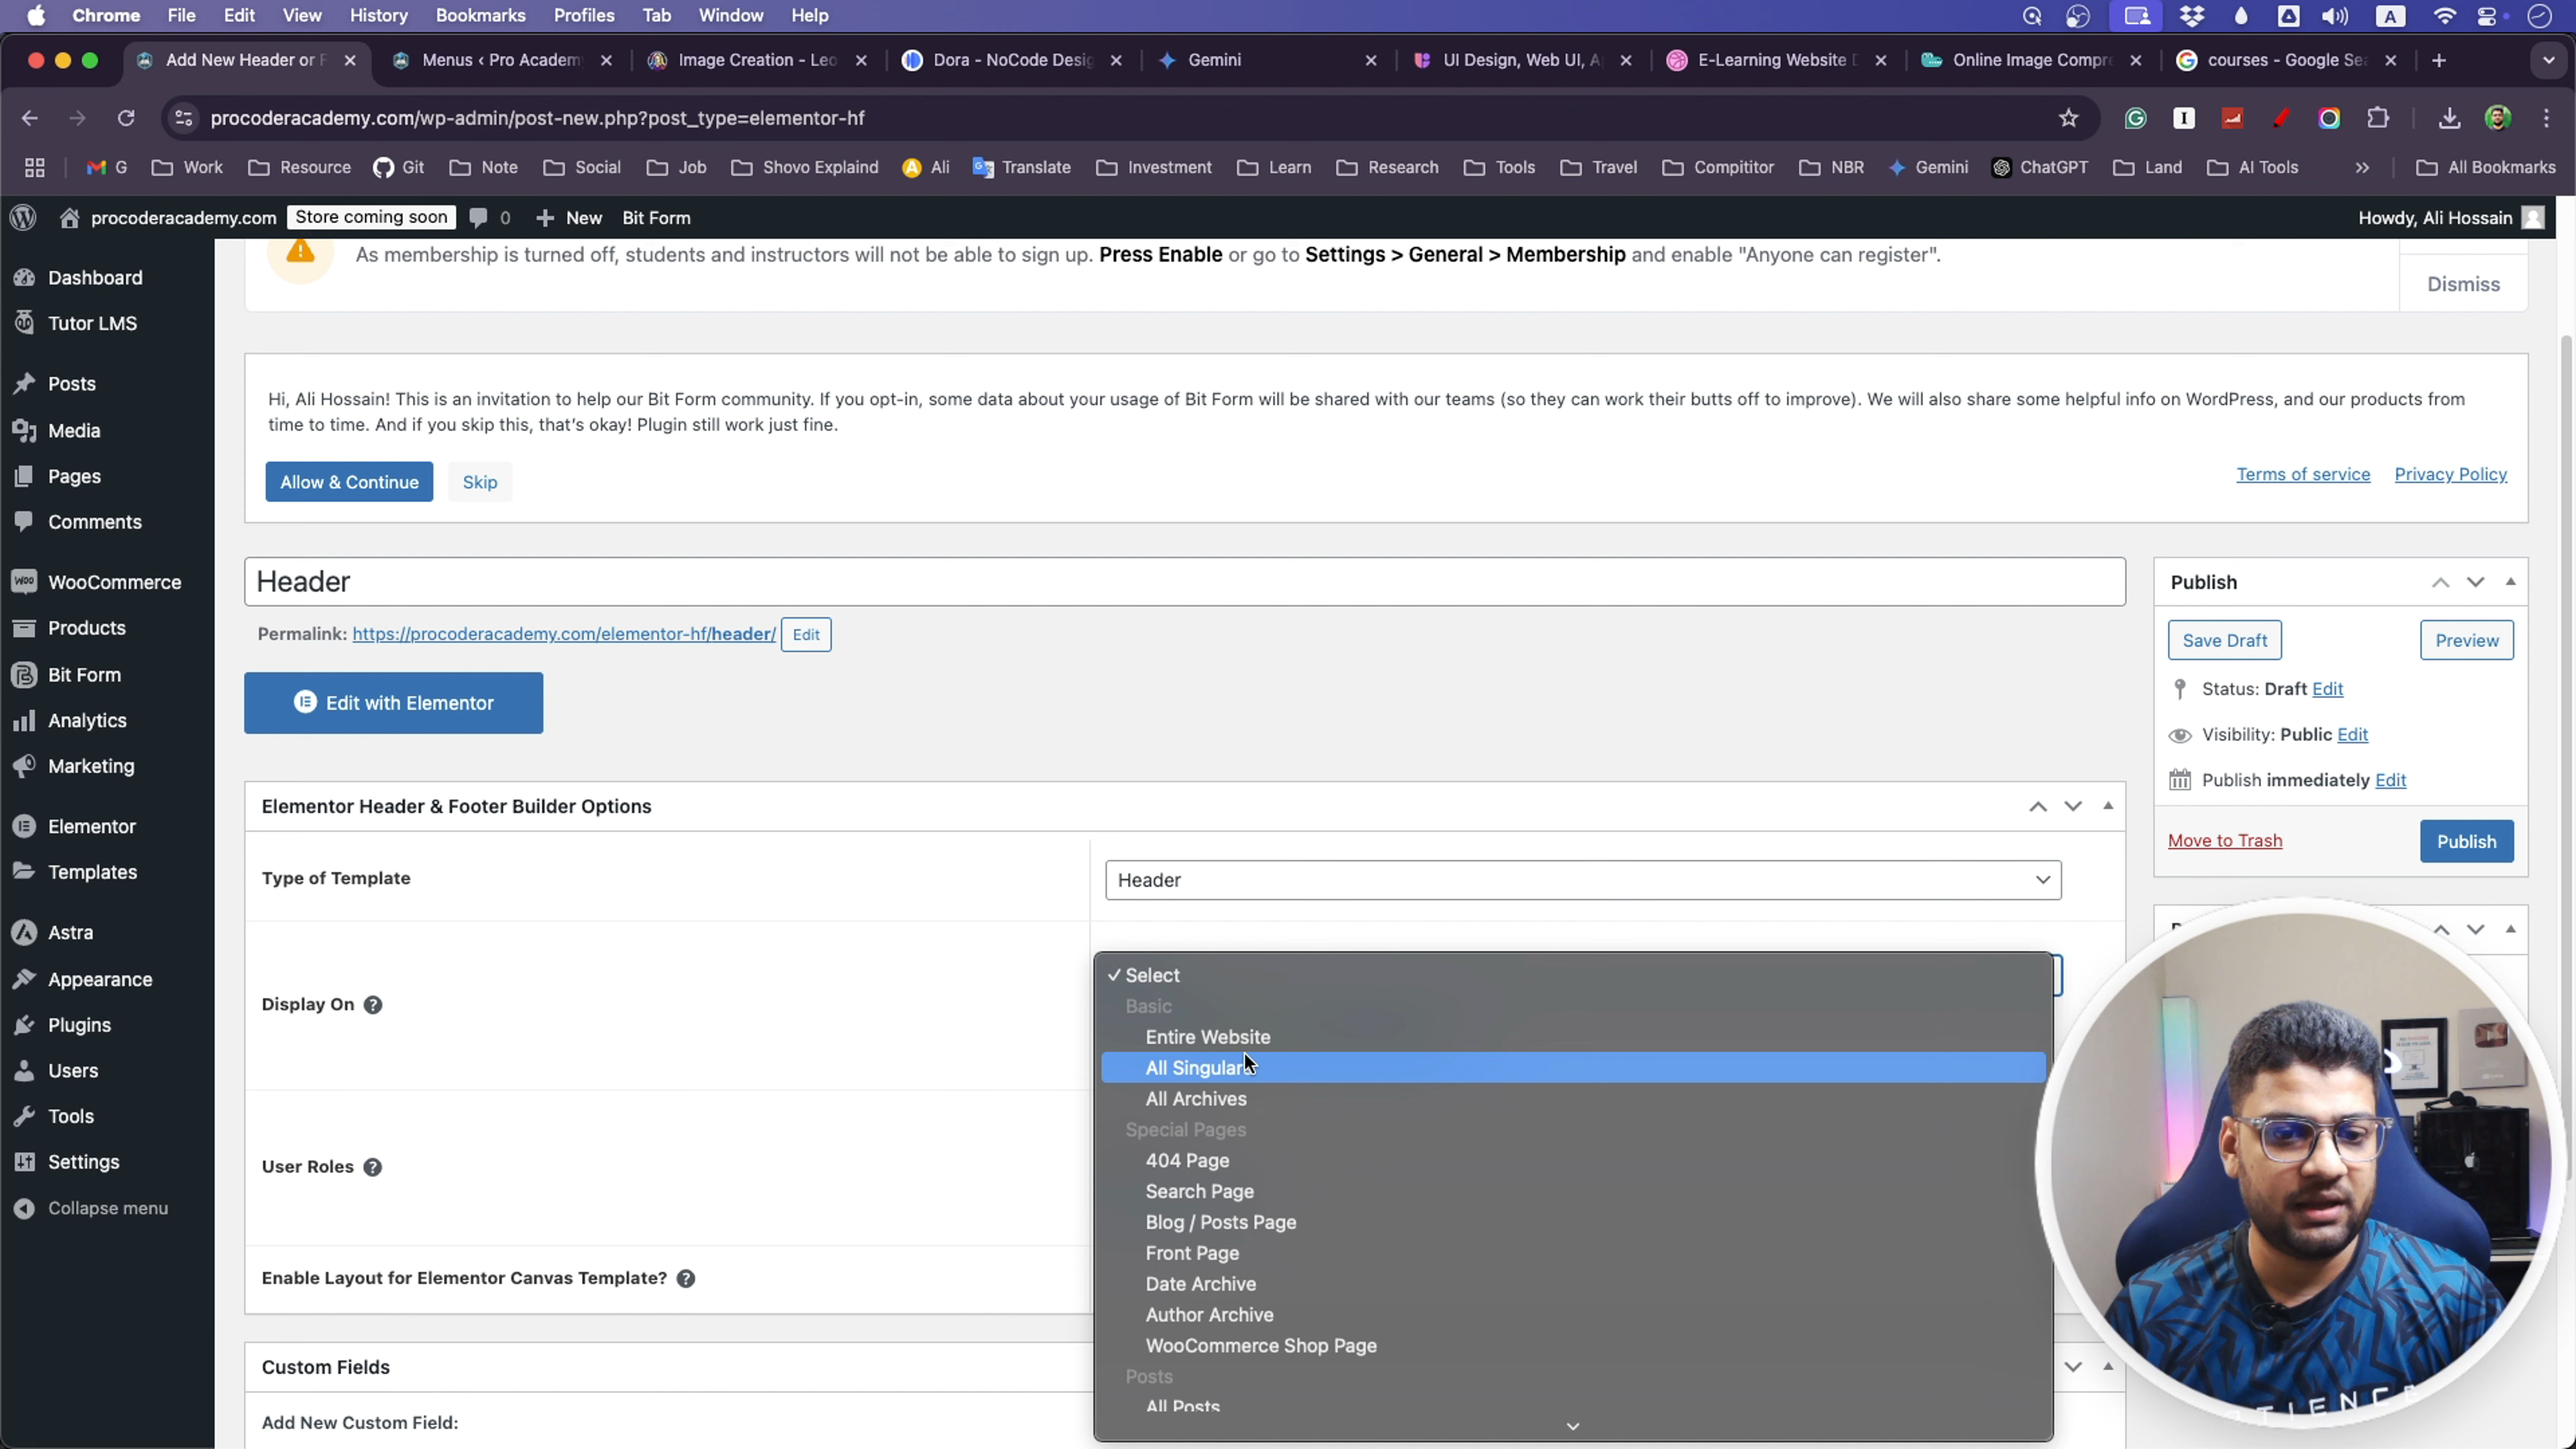 Chrome File Edit View History Bookmarks Profiles Tab Window Help
Add New Header or F Menus ‹ Pro Academ Image Creation - Leo Dora - NoCode Desig Gemini UI Design, Web UI, A E-Learning Website D Online Image Compr courses - Google Sea
procoderacademy.com/wp-admin/post-new.php?post_type=elementor-hf
G Work Resource Git Note Social Job Shovo Explaind Ali Translate Investment Learn Research Tools Travel Compititor NBR Gemini ChatGPT Land AI Tools All Bookmarks
procoderacademy.com Store coming soon 0 New Bit Form Howdy, Ali Hossain
As membership is turned off, students and instructors will not be able to sign up. Press Enable or go to Settings > General > Membership and enable "Anyone can register".
Dismiss
Dashboard
Tutor LMS
Posts
Media
Pages
Comments
WooCommerce
Products
Bit Form
Analytics
Marketing
Elementor
Templates
Astra
Appearance
Plugins
Users
Tools
Settings
Collapse menu
Hi, Ali Hossain! This is an invitation to help our Bit Form community. If you opt-in, some data about your usage of Bit Form will be shared with our teams (so they can work their butts off to improve). We will also share some helpful info on WordPress, and our products from
time to time. And if you skip this, that's okay! Plugin still work just fine.
Allow & Continue Skip Terms of service Privacy Policy
Header
Permalink: https://procoderacademy.com/elementor-hf/header/ Edit
Edit with Elementor
Publish
Save Draft Preview
Status: Draft Edit
Visibility: Public Edit
Publish immediately Edit
Move to Trash Publish
Elementor Header & Footer Builder Options
Type of Template Header
Display On
User Roles
Enable Layout for Elementor Canvas Template?
✓ Select
Basic
Entire Website
All Singulars
All Archives
Special Pages
404 Page
Search Page
Blog / Posts Page
Front Page
Date Archive
Author Archive
WooCommerce Shop Page
Posts
All Posts
Custom Fields
Add New Custom Field: